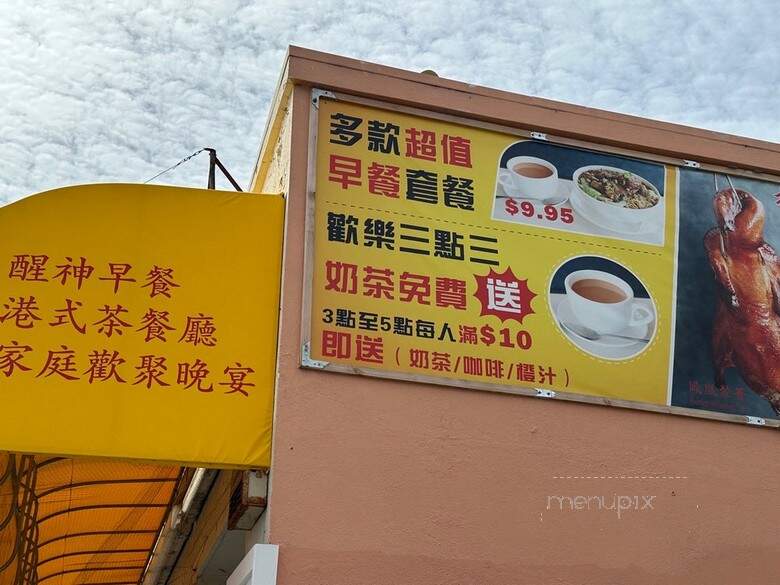 醒神早餐
港式茶餐廳
家庭歡聚晚宴
多款超值
早餐套餐
$9.95
歡樂三點三
奶茶免費送
3點至5點每人滿$10
即送（奶茶/咖啡/橙汁）
menupix